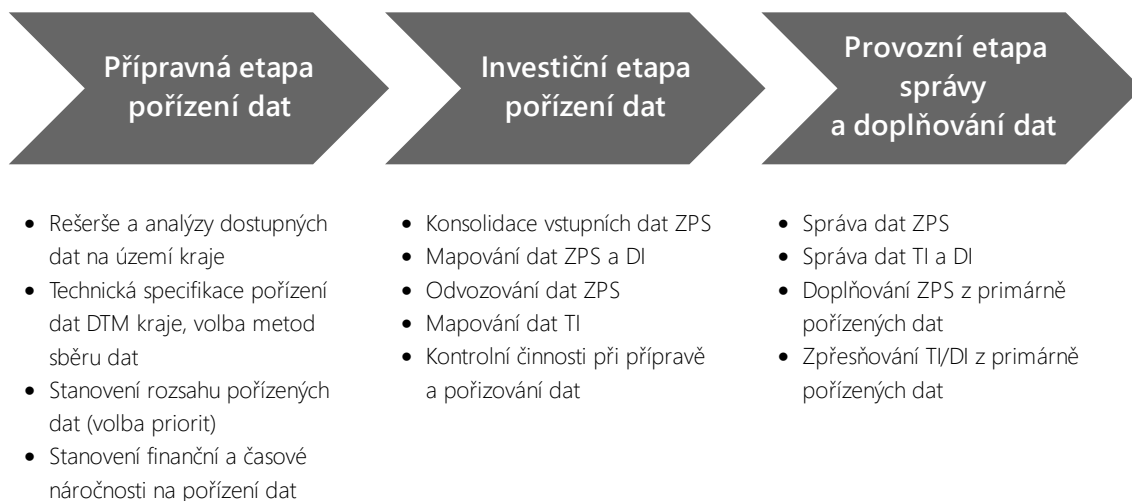 Přípravná etapa
pořízení dat
Investiční etapa
pořízení dat
Provozní etapa
správy
a doplňování dat
• Rešerše a analýzy dostupných
dat na území kraje
• Technická specifikace pořízení
dat DTM kraje, volba metod
sběru dat
• Stanovení rozsahu pořízených
dat (volba priorit)
• Stanovení finanční a časové
náročnosti na pořízení dat
• Konsolidace vstupních dat ZPS
• Mapování dat ZPS a DI
• Odvozování dat ZPS
• Mapování dat TI
• Kontrolní činnosti při přípravě
a pořizování dat
• Správa dat ZPS
• Správa dat TI a DI
• Doplňování ZPS z primárně
pořízených dat
• Zpřesňování TI/DI z primárně
pořízených dat